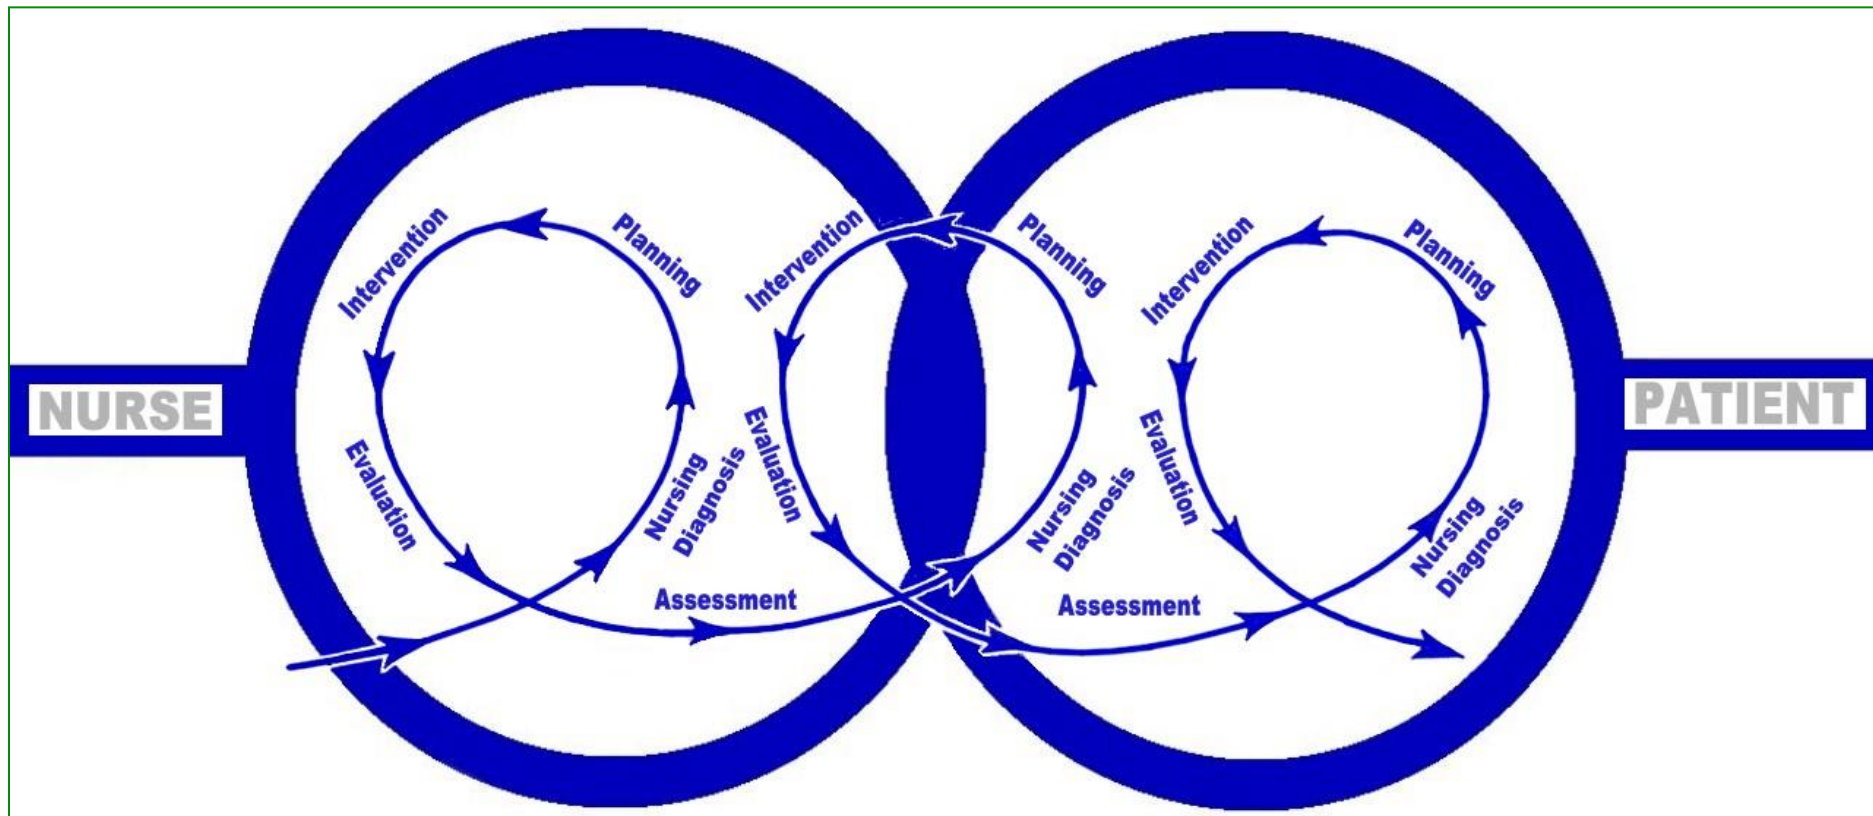 NURSE
Intervention
Planning
Evaluation
Nursing
Diagnosis
Assessment
Intervention
Planning
Evaluation
Nursing
Diagnosis
Assessment
Intervention
Planning
Evaluation
Nursing
Diagnosis
PATIENT